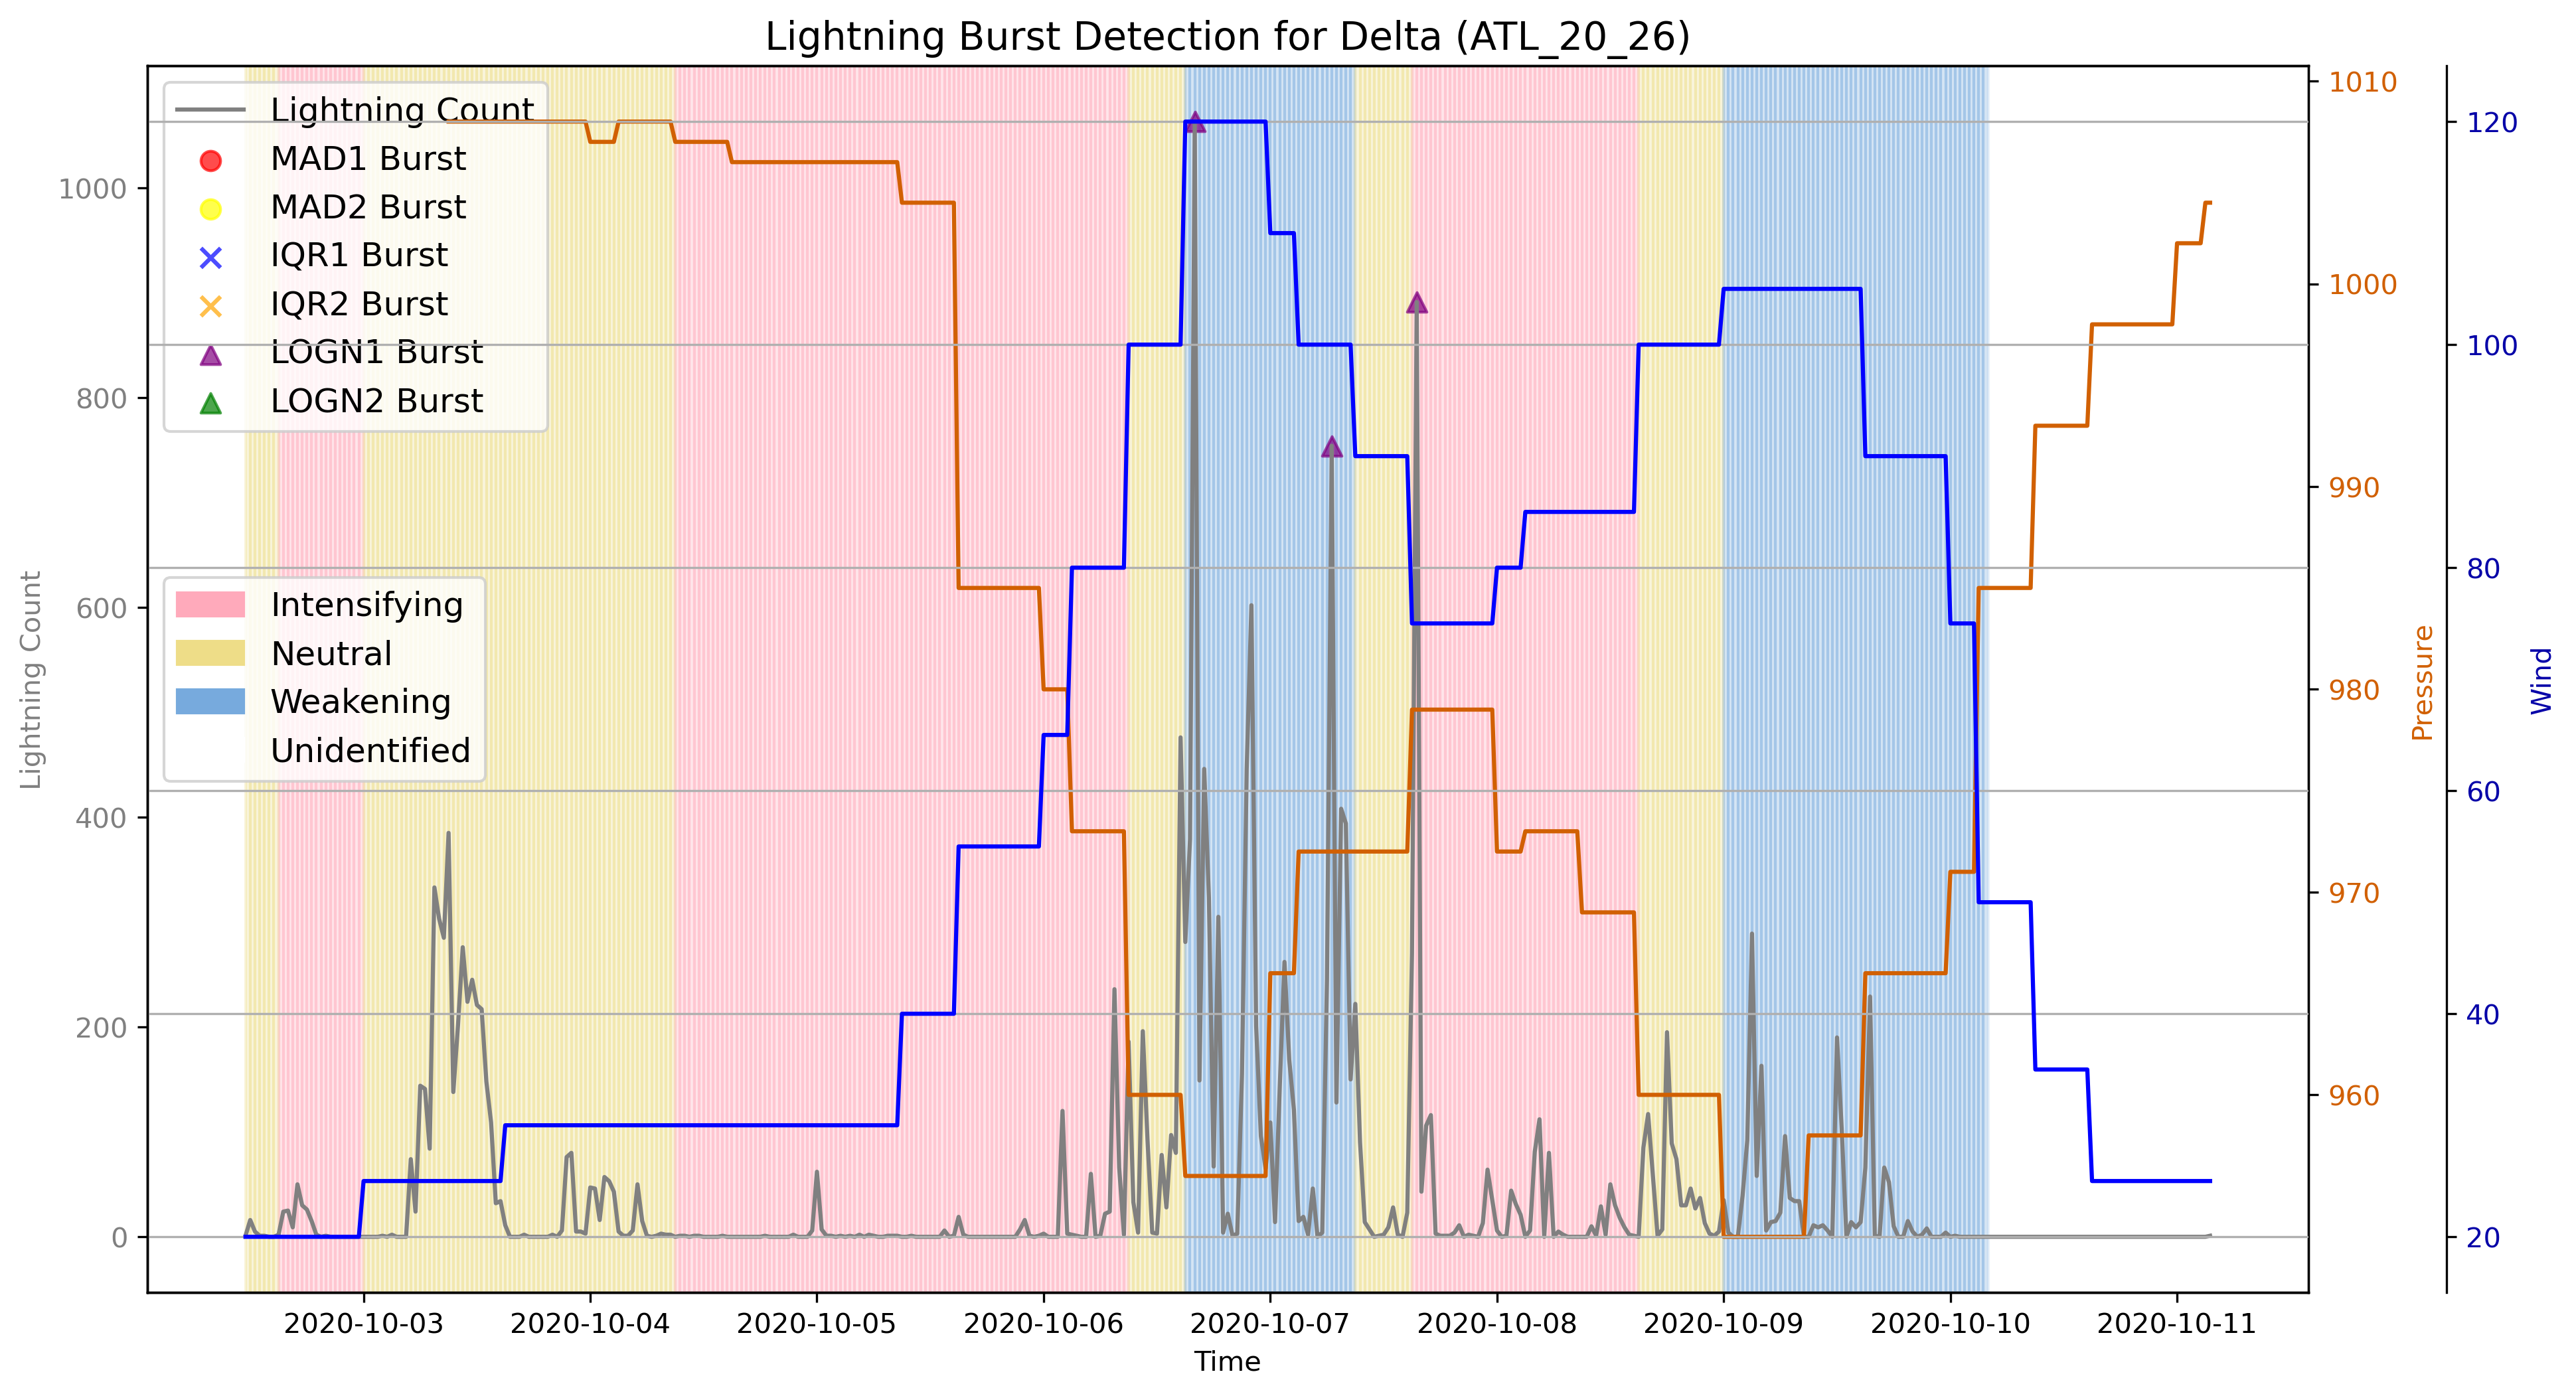 Lightning Burst Detection for Delta (ATL_20_26)
Lightning Count
MAD1 Burst
MAD2 Burst
IQR1 Burst
IQR2 Burst
LOGN1 Burst
LOGN2 Burst
Intensifying
Neutral
Weakening
Unidentified
Lightning Count
1000
800
600
400
200
0
1010
1000
990
980
970
960
Pressure
120
100
80
60
40
20
Wind
2020-10-03 2020-10-04 2020-10-05 2020-10-06 2020-10-07 2020-10-08 2020-10-09 2020-10-10 2020-10-11
Time